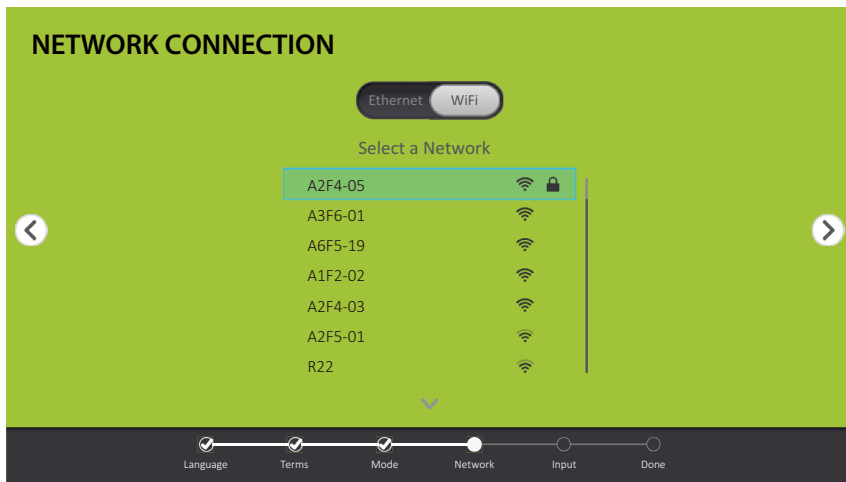 NETWORK CONNECTION
Ethernet WiFi
Select a Network
A2F4-05
A3F6-01
A6F5-19
A1F2-02
A2F4-03
A2F5-01
R22
Language Terms Mode Network Input Done